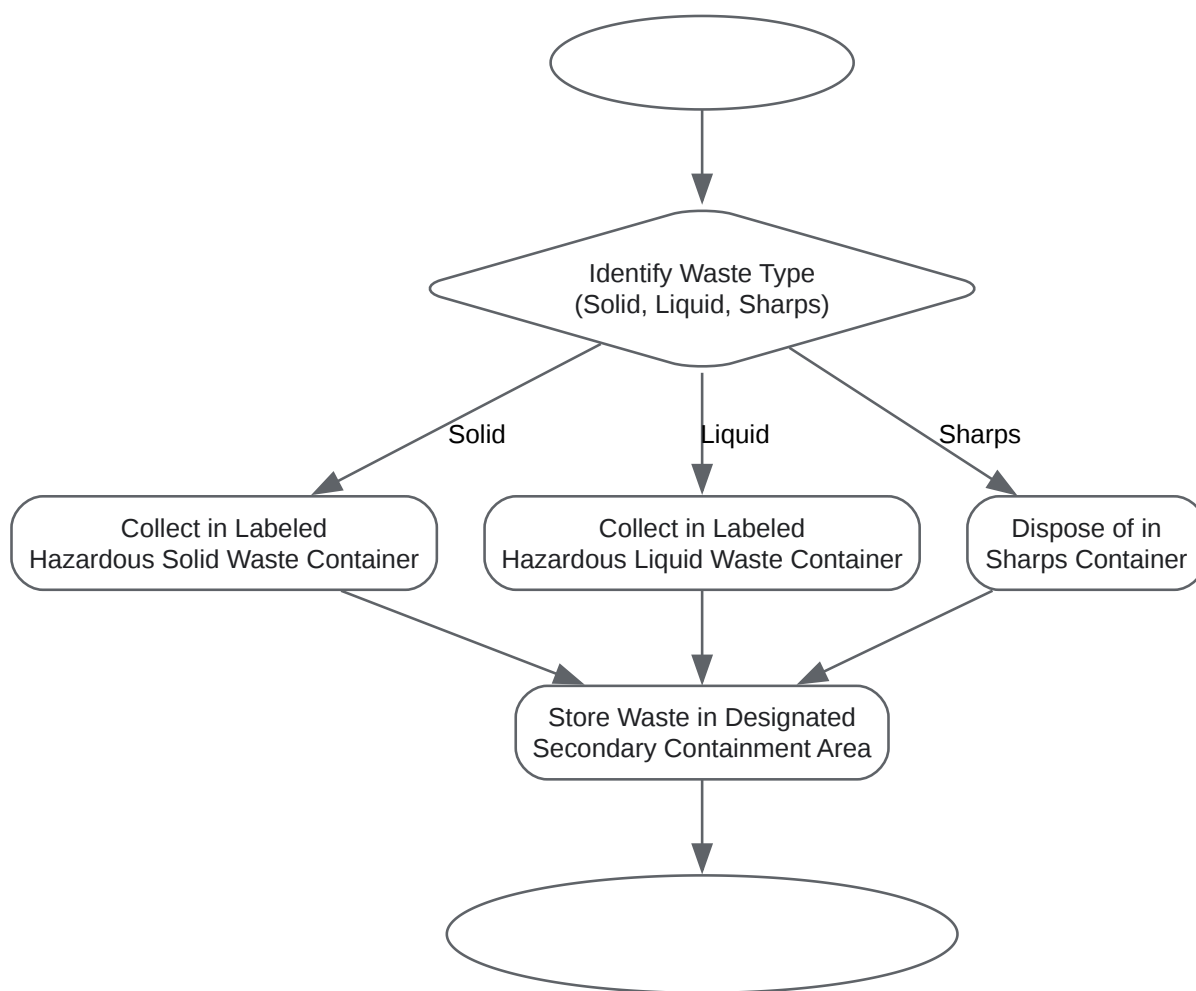 Identify Waste Type
(Solid, Liquid, Sharps)
Solid
Liquid
Sharps
Collect in Labeled
Hazardous Solid Waste Container
Collect in Labeled
Hazardous Liquid Waste Container
Dispose of in
Sharps Container
Store Waste in Designated
Secondary Containment Area